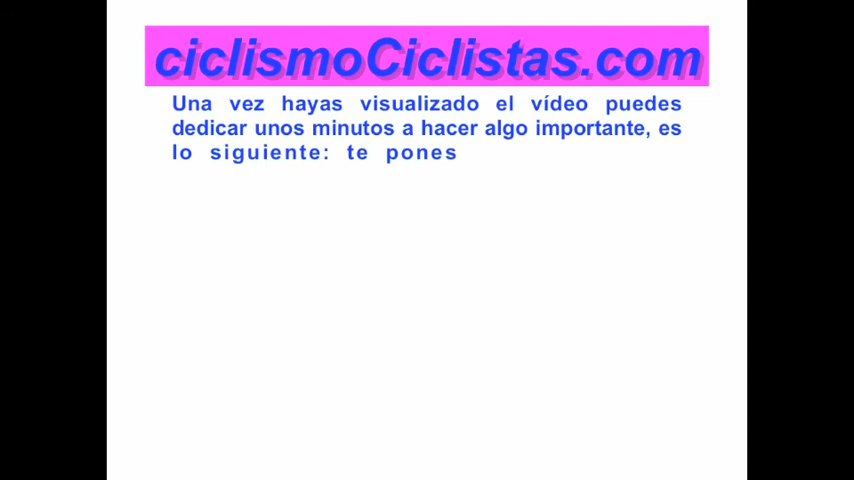 ciclismoCiclistas.com
Una vez hayas visualizado el vídeo puedes
dedicar unos minutos a hacer algo importante, es
lo siguiente: te pones